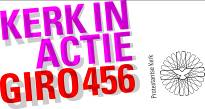 KERK IN
ACTIE
GIRO 456
Protestantse Kerk